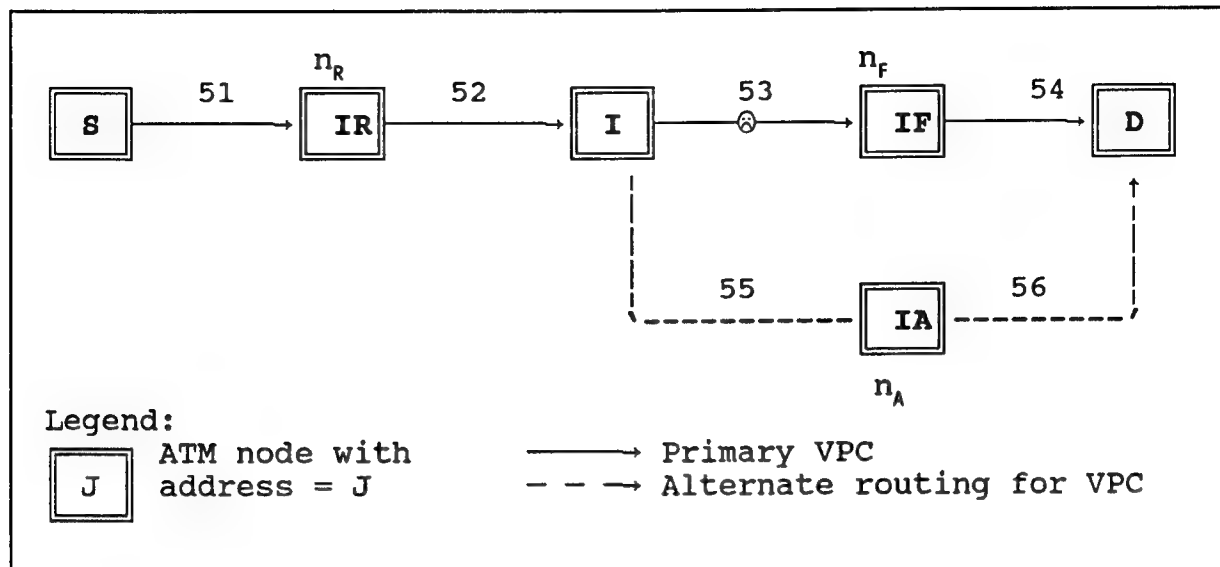 n_R
n_F
51
52
53
54
S
IR
I
IF
D
55
56
IA
n_A
Legend:
J
ATM node with
address = J
Primary VPC
Alternate routing for VPC